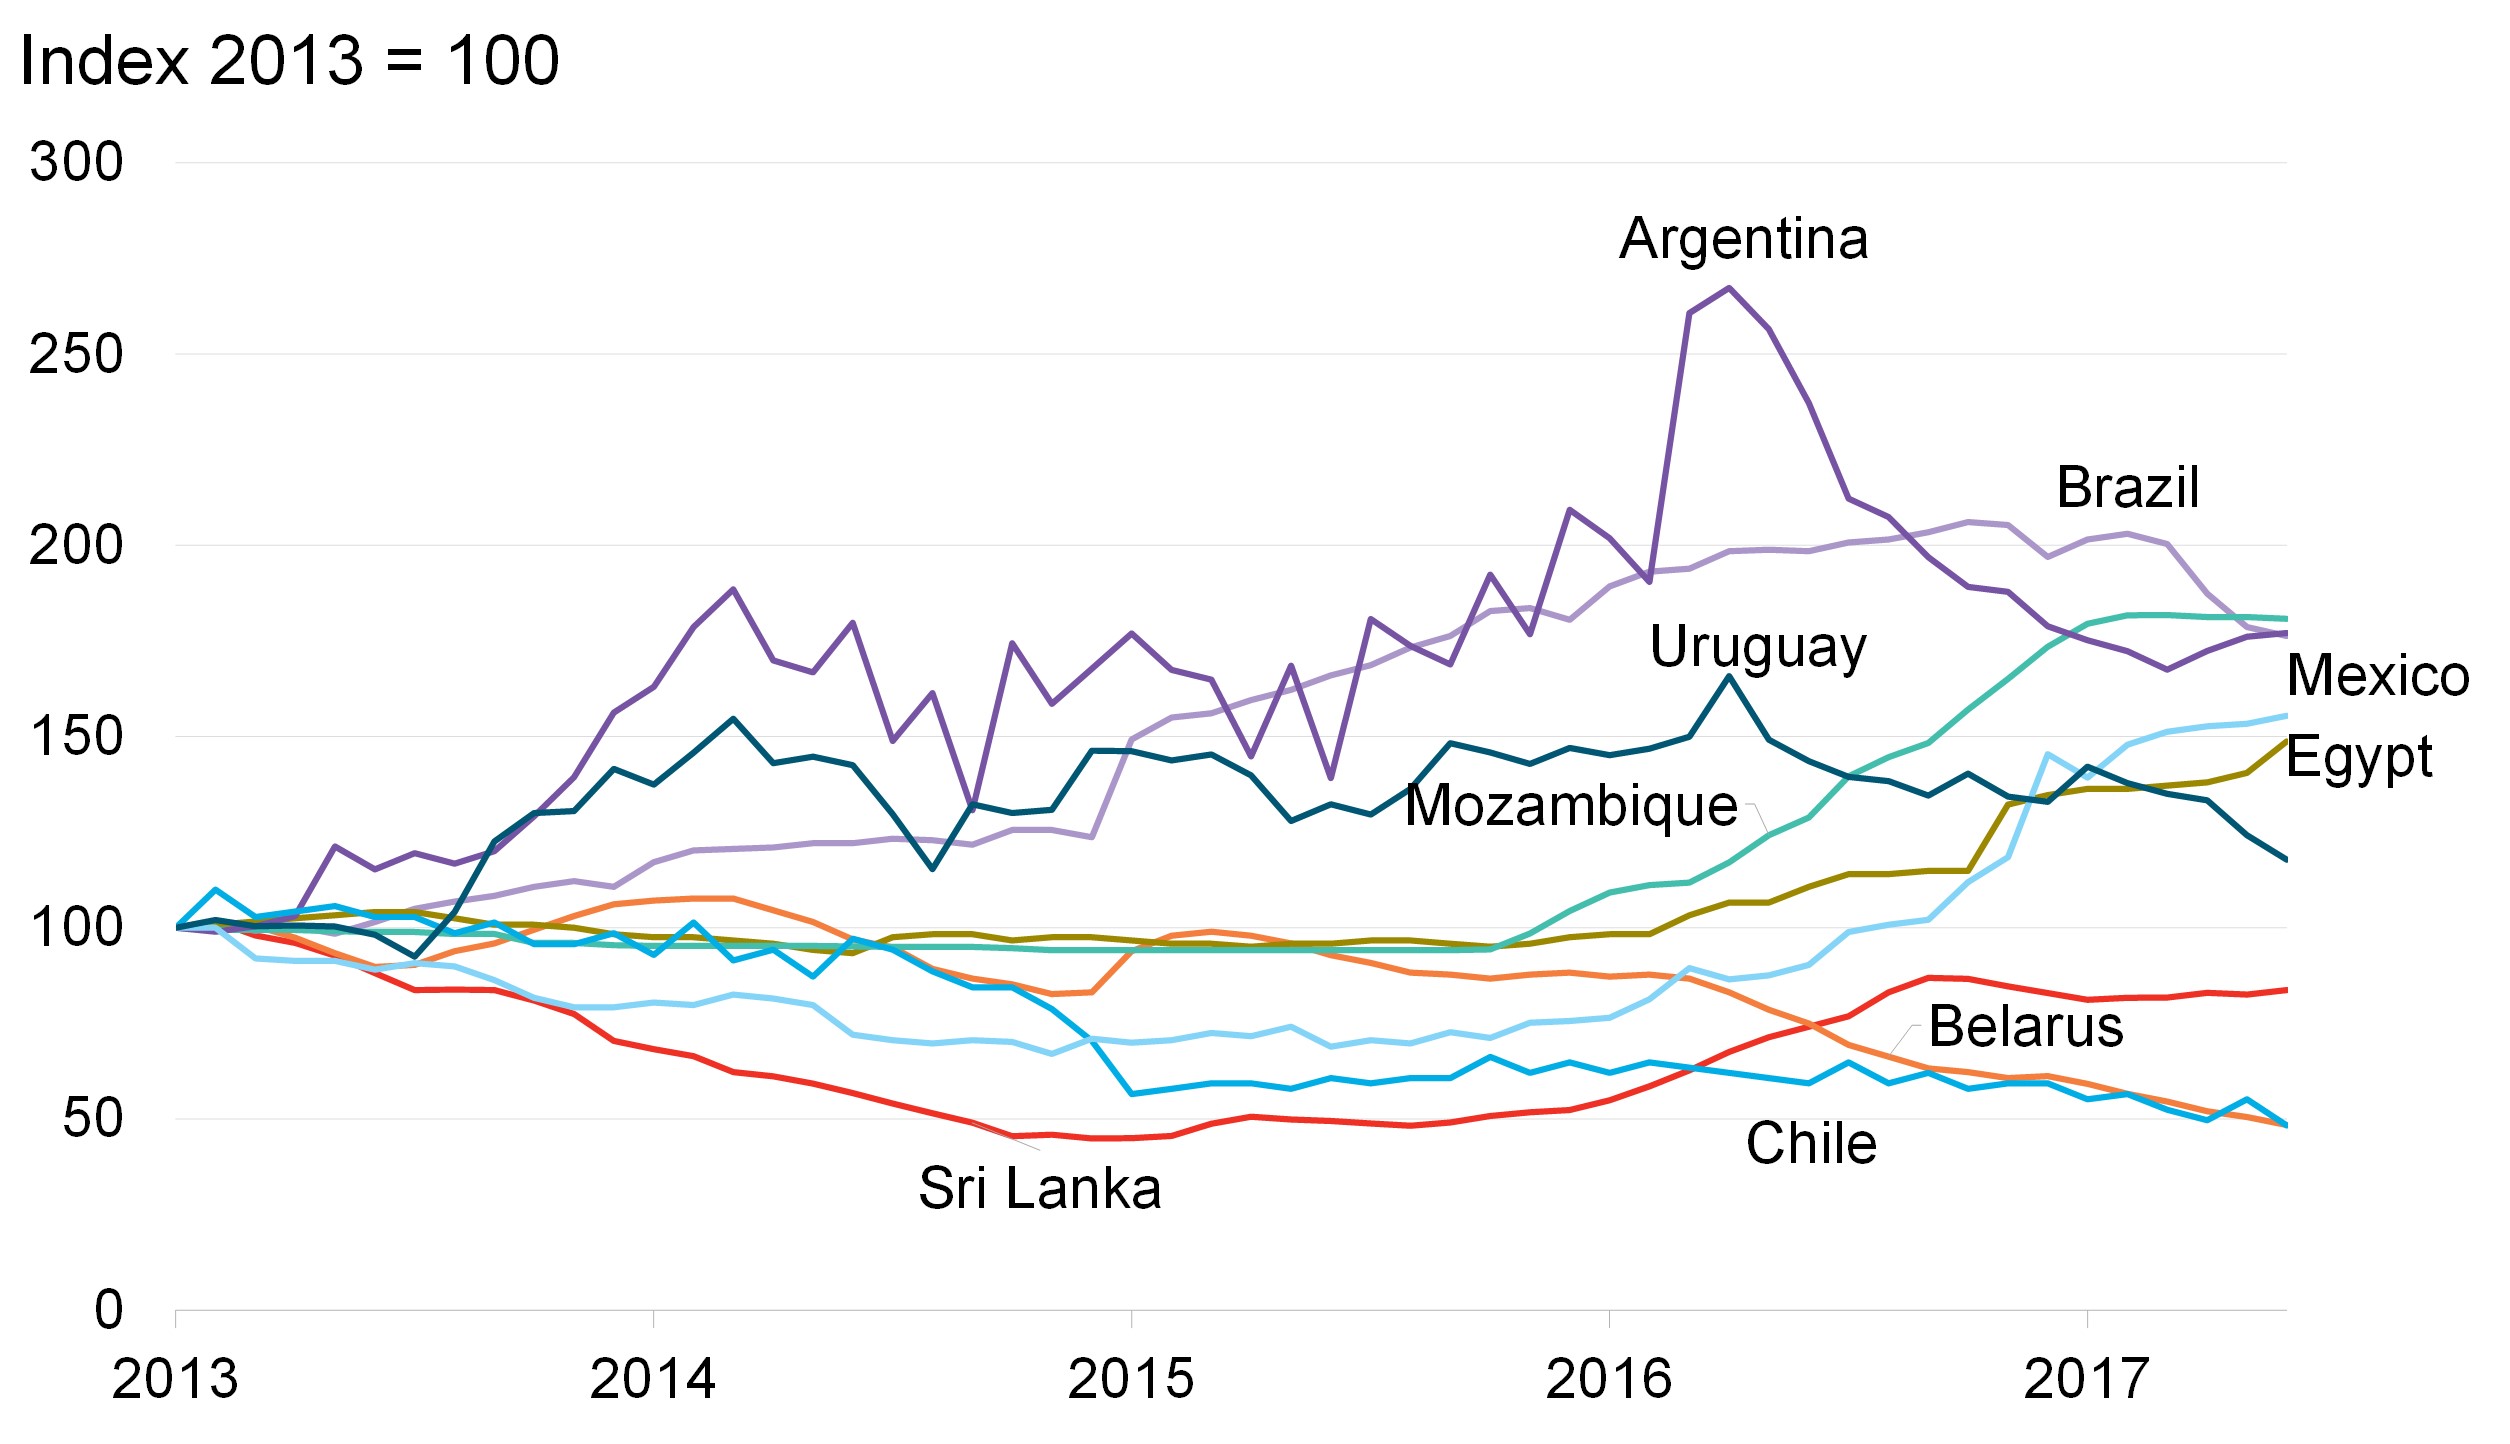 Index 2013 = 100
300
250
200
150
100
50
0
Argentina
Brazil
Uruguay
Mexico
Egypt
Mozambique
Belarus
Chile
Sri Lanka
2013 2014 2015 2016 2017